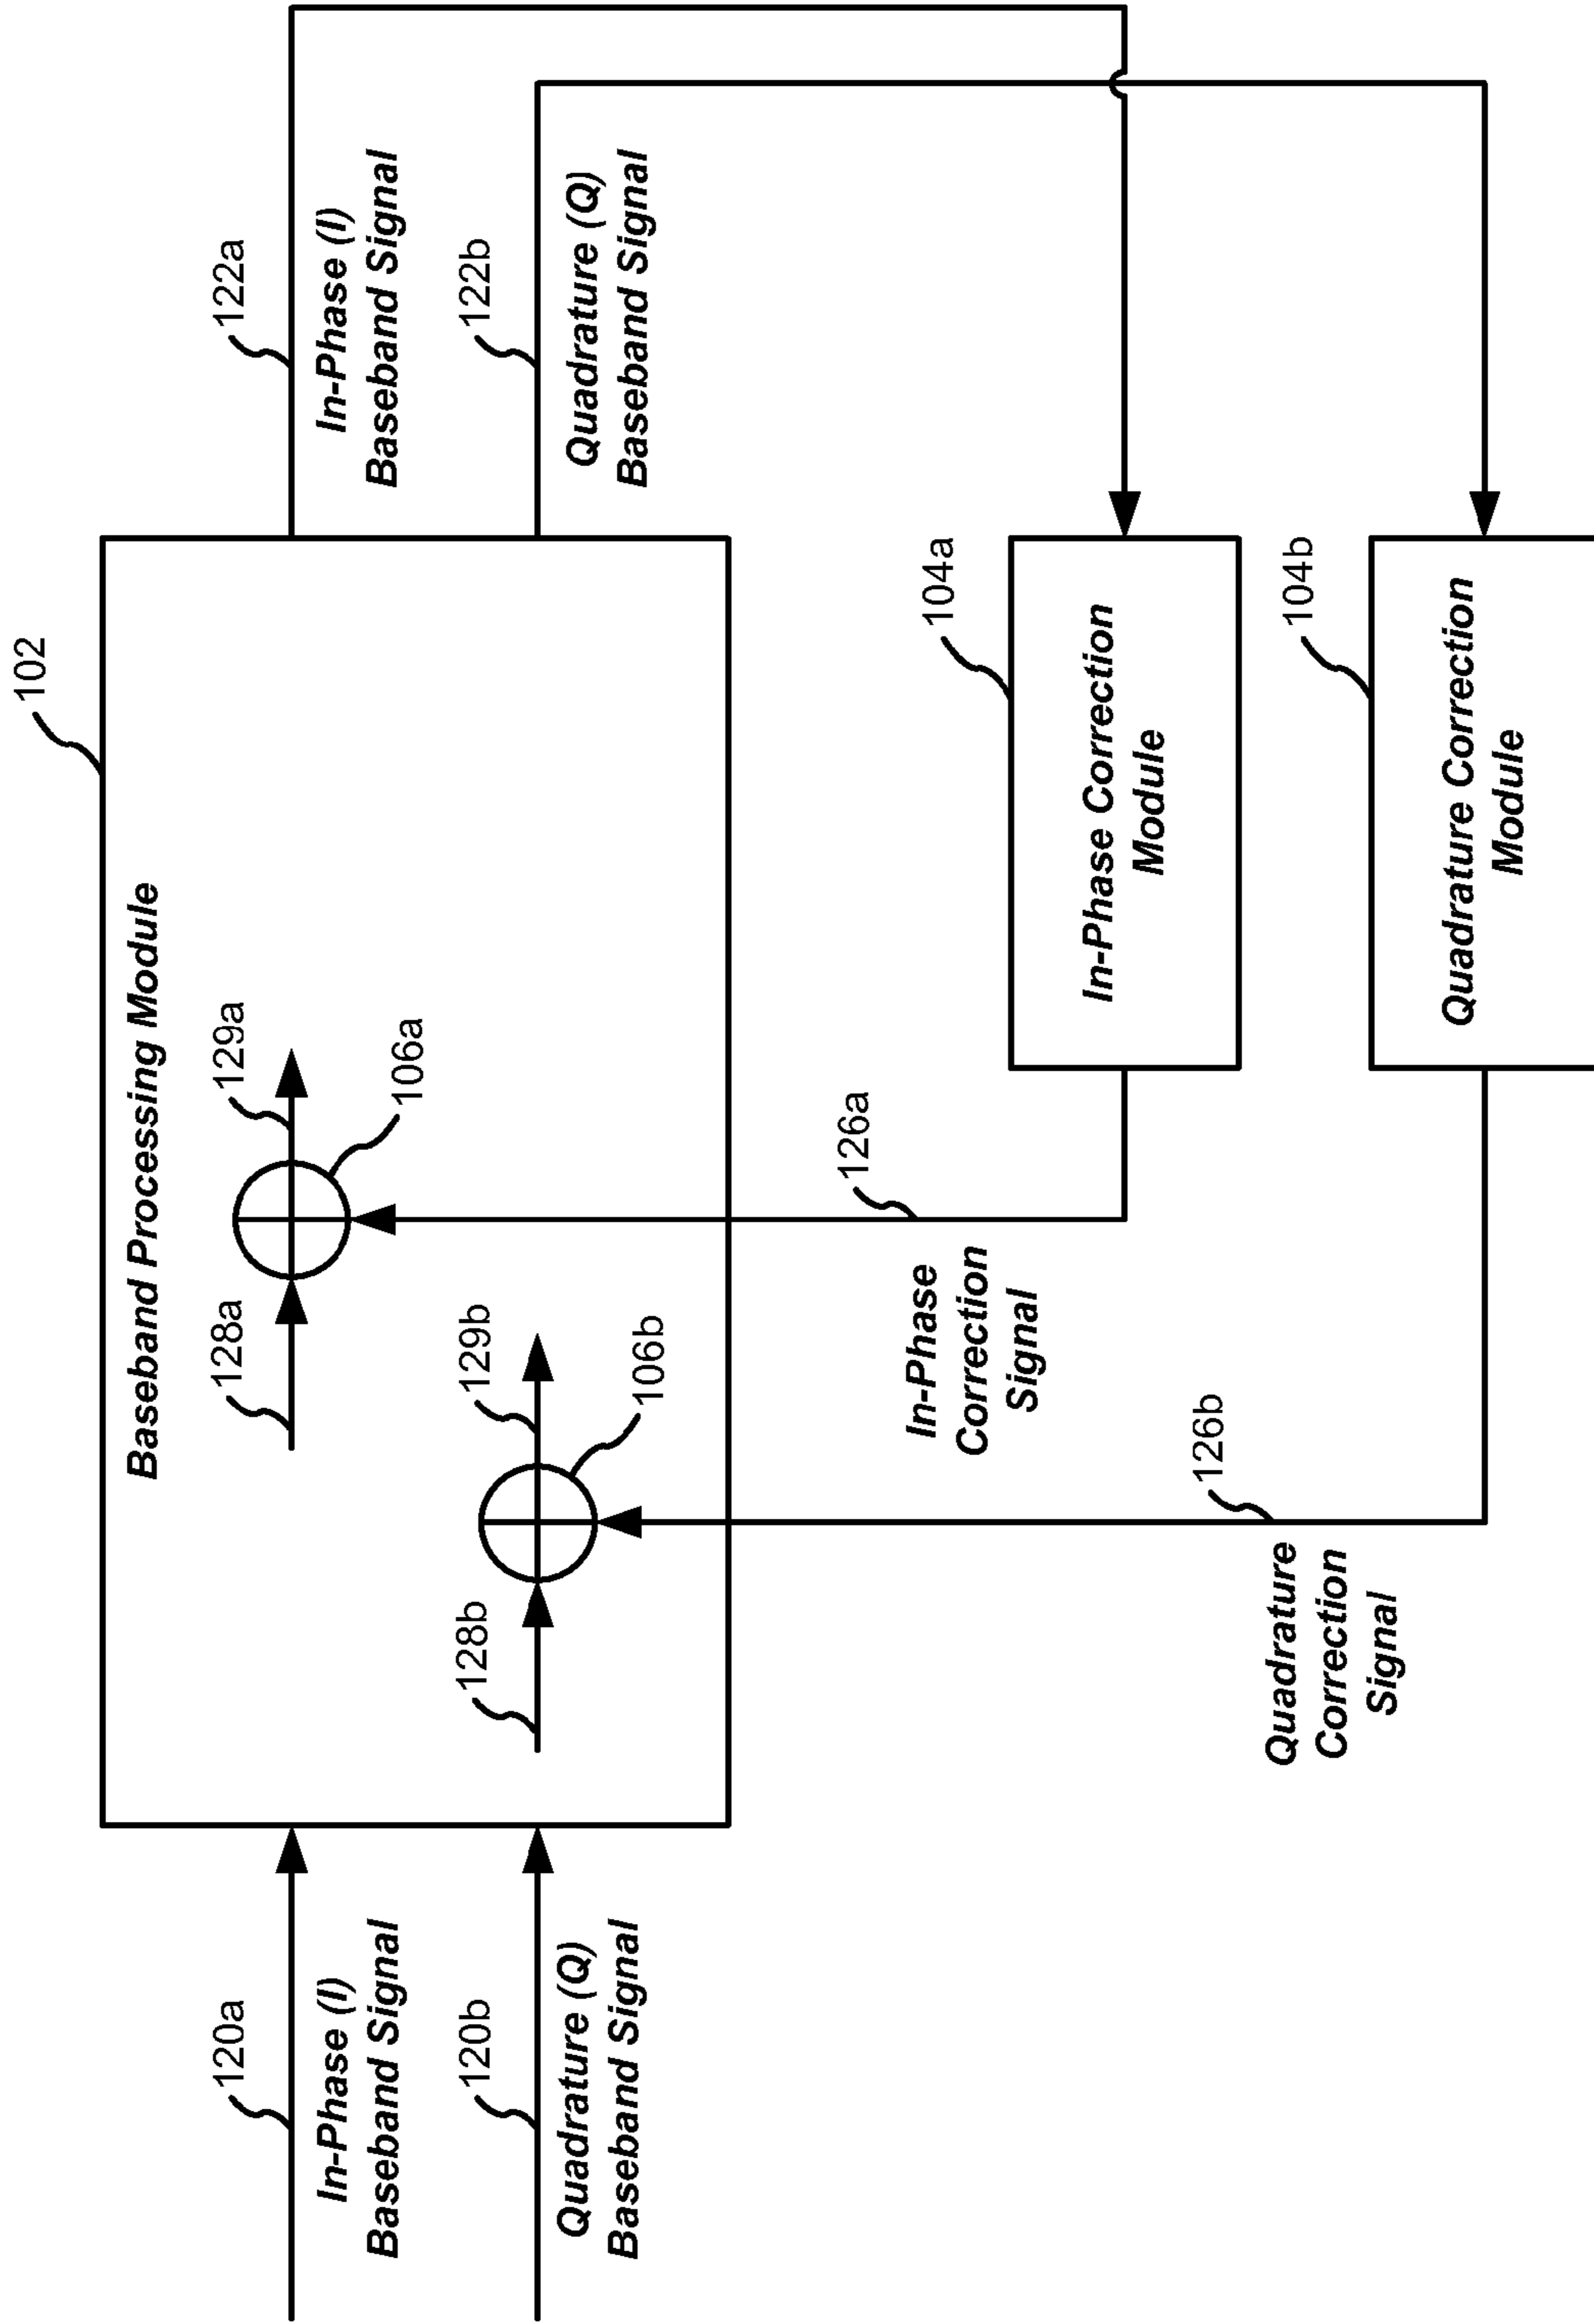 102
Baseband Processing Module
120a
In-Phase (I)
Baseband Signal
120b
Quadrature (Q)
Baseband Signal
128a
129a
106a
128b
129b
106b
122a
In-Phase (I)
Baseband Signal
122b
Quadrature (Q)
Baseband Signal
126a
In-Phase
Correction
Signal
104a
In-Phase Correction
Module
126b
Quadrature
Correction
Signal
104b
Quadrature Correction
Module